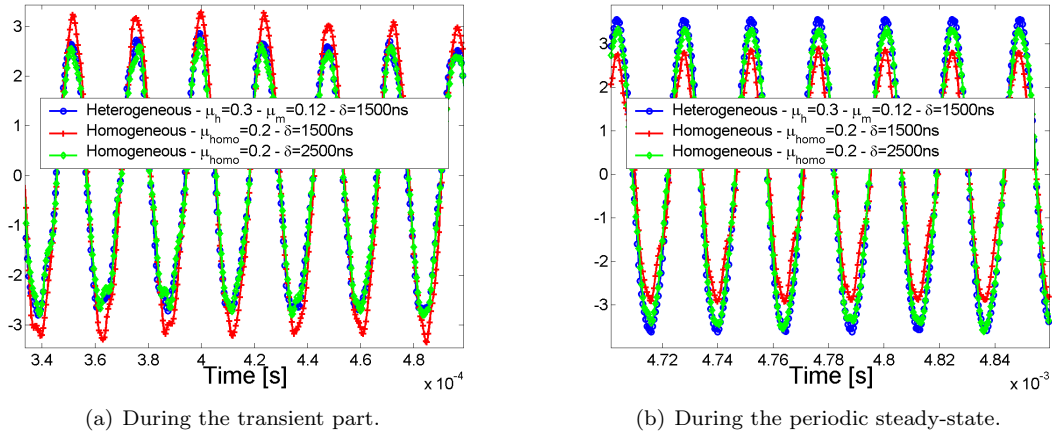 3
2
1
0
-1
-2
-3
Heterogeneous - μh=0.3 - μm=0.12 - δ=1500ns
Homogeneous - μhomo=0.2 - δ=1500ns
Homogeneous - μhomo=0.2 - δ=2500ns
3.4 3.6 3.8 4 4.2 4.4 4.6 4.8
Time [s]
x 10-4
(a) During the transient part.
3
2
1
0
-1
-2
-3
Heterogeneous - μh=0.3 - μm=0.12 - δ=1500ns
Homogeneous - μhomo=0.2 - δ=1500ns
Homogeneous - μhomo=0.2 - δ=2500ns
4.72 4.74 4.76 4.78 4.8 4.82 4.84
Time [s]
x 10-3
(b) During the periodic steady-state.